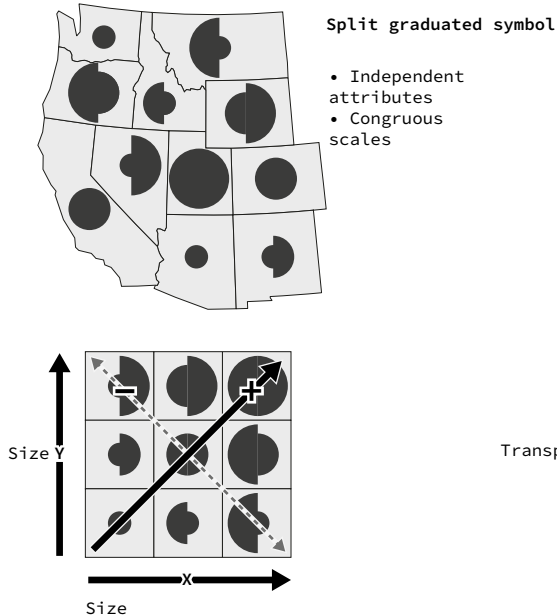 Split graduated symbol
• Independent
attributes
• Congruous
scales
−
+
Size Y
Transp
X
Size